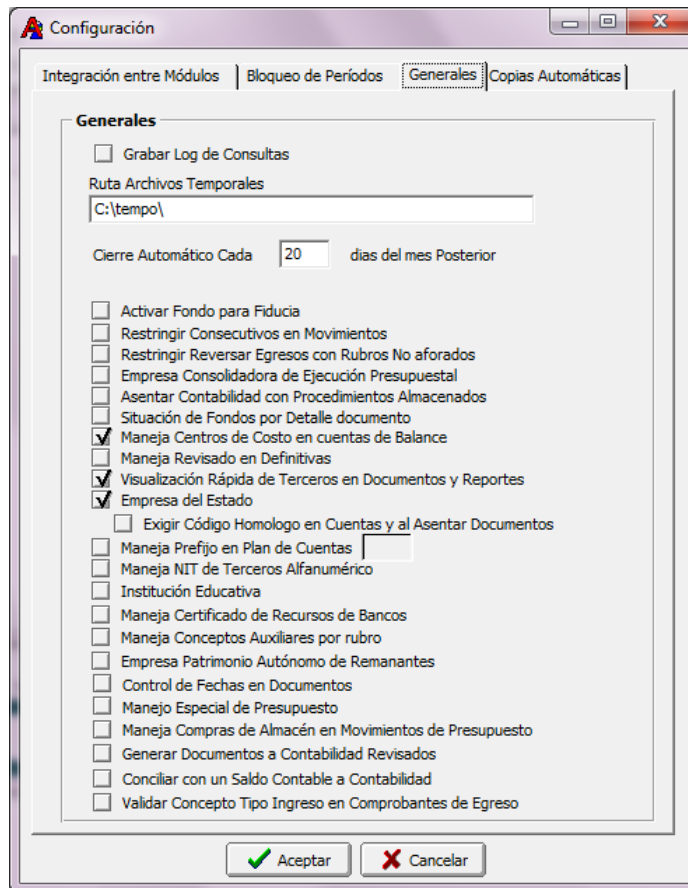 Configuración
Integración entre Módulos Bloqueo de Períodos Generales Copias Automáticas
Generales
Grabar Log de Consultas
Ruta Archivos Temporales
C:\tempo\
Cierre Automático Cada 20 dias del mes Posterior
Activar Fondo para Fiducia
Restringir Consecutivos en Movimientos
Restringir Reversar Egresos con Rubros No aforados
Empresa Consolidadora de Ejecución Presupuestal
Asentar Contabilidad con Procedimientos Almacenados
Situación de Fondos por Detalle documento
Maneja Centros de Costo en cuentas de Balance
Maneja Revisado en Definitivas
Visualización Rápida de Terceros en Documentos y Reportes
Empresa del Estado
Exigir Código Homologo en Cuentas y al Asentar Documentos
Maneja Prefijo en Plan de Cuentas
Maneja NIT de Terceros Alfanumérico
Institución Educativa
Maneja Certificado de Recursos de Bancos
Maneja Conceptos Auxiliares por rubro
Empresa Patrimonio Autónomo de Remanantes
Control de Fechas en Documentos
Manejo Especial de Presupuesto
Maneja Compras de Almacén en Movimientos de Presupuesto
Generar Documentos a Contabilidad Revisados
Conciliar con un Saldo Contable a Contabilidad
Validar Concepto Tipo Ingreso en Comprobantes de Egreso
Aceptar Cancelar